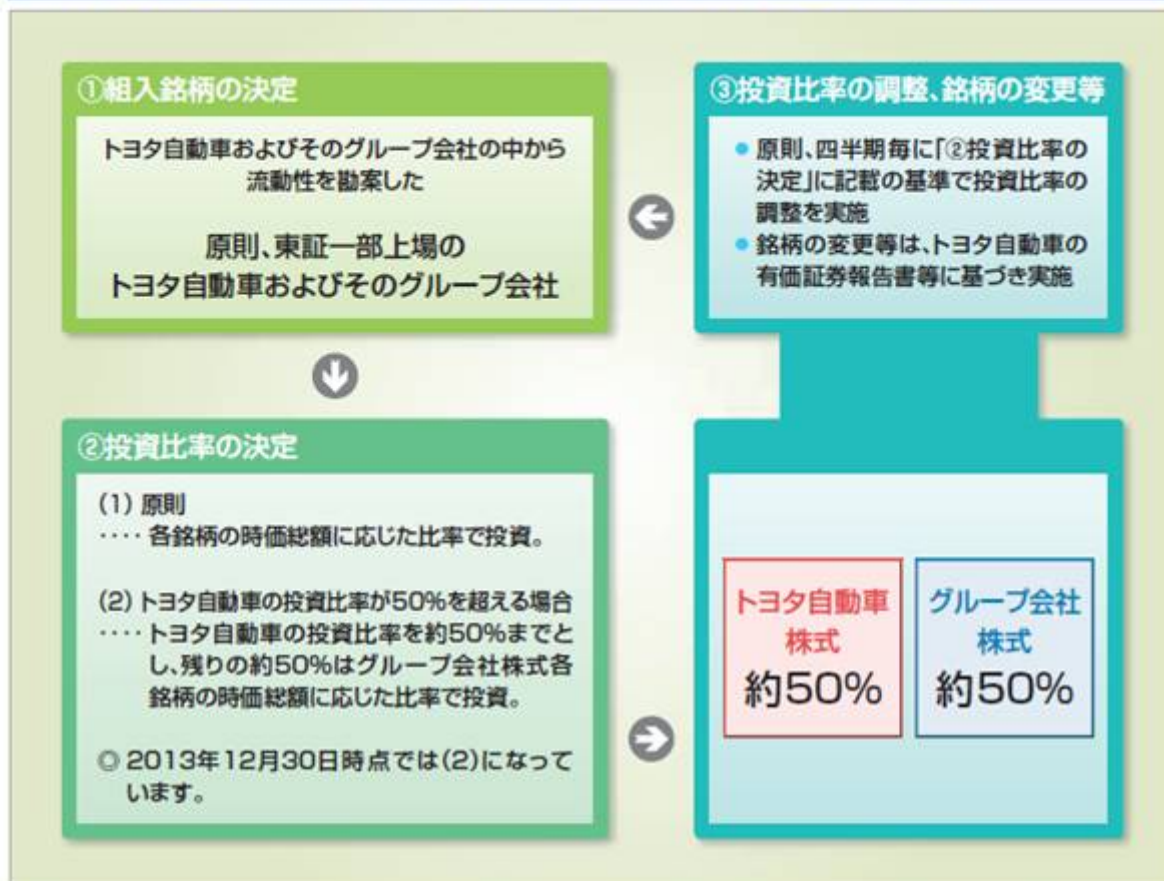 ①組入銘柄の決定
トヨタ自動車およびそのグループ会社の中から
流動性を勘案した
原則、東証一部上場の
トヨタ自動車およびそのグループ会社
②投資比率の決定
(1) 原則
‥‥ 各銘柄の時価総額に応じた比率で投資。
(2) トヨタ自動車の投資比率が50%を超える場合
‥‥ トヨタ自動車の投資比率を約50%までと
し、残りの約50%はグループ会社株式各
銘柄の時価総額に応じた比率で投資。
◎ 2013年12月30日時点では(2)になって
います。
トヨタ自動車
株式
約50%
グループ会社
株式
約50%
③投資比率の調整、銘柄の変更等
● 原則、四半期毎に「②投資比率の
決定」に記載の基準で投資比率の
調整を実施
● 銘柄の変更等は、トヨタ自動車の
有価証券報告書等に基づき実施